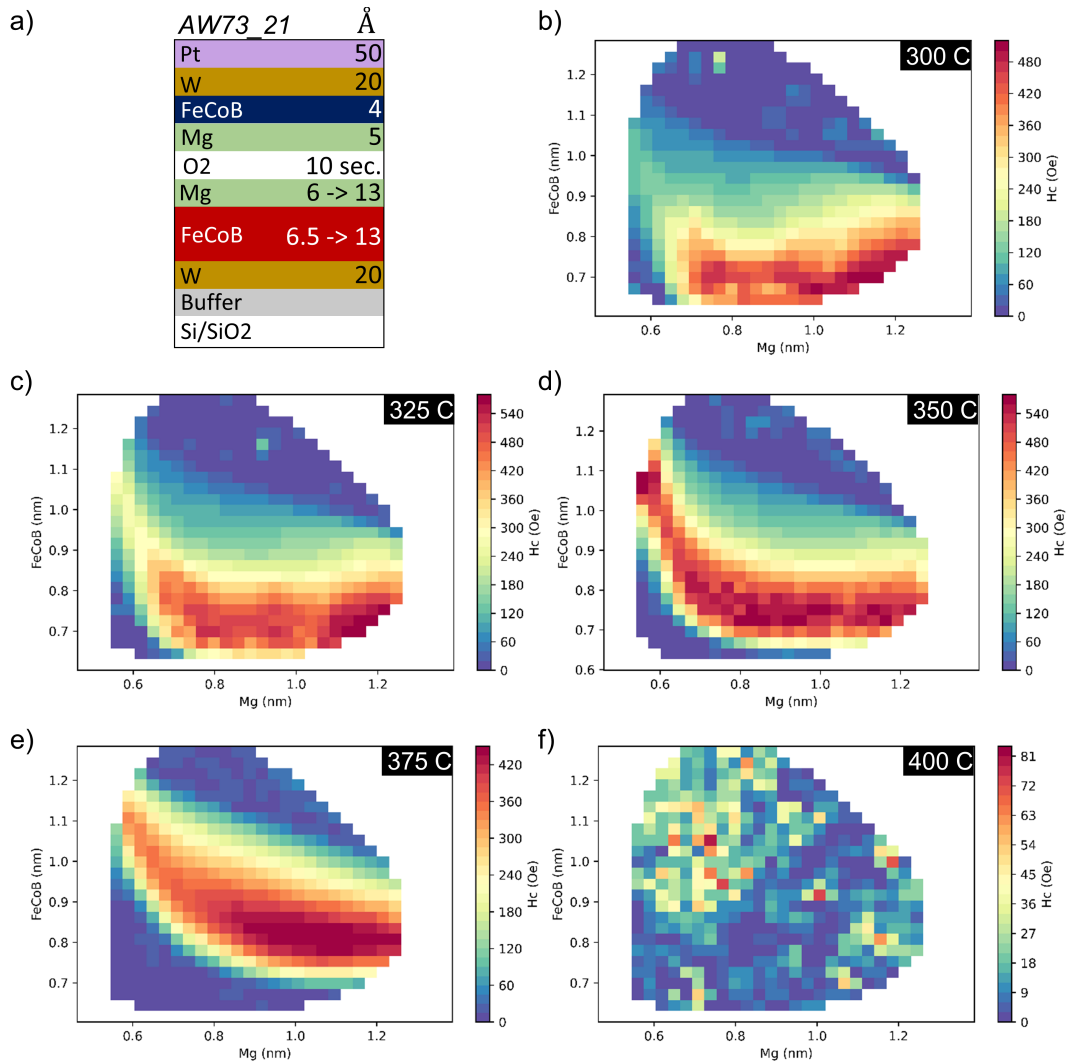 a)
AW73_21 Å
Pt 50
W 20
FeCoB 4
Mg 5
O2 10 sec.
Mg 6 -> 13
FeCoB 6.5 -> 13
W 20
Buffer
Si/SiO2
b)
300 C
1.2
1.1
1.0
0.9
0.8
0.7
FeCoB (nm)
0.6 0.8 1.0 1.2
Mg (nm)
480
420
360
300
240
180
120
60
0
Hc (Oe)
c)
325 C
1.2
1.1
1.0
0.9
0.8
0.7
FeCoB (nm)
0.6 0.8 1.0 1.2
Mg (nm)
540
480
420
360
300
240
180
120
60
0
Hc (Oe)
d)
350 C
1.2
1.1
1.0
0.9
0.8
0.7
0.6
FeCoB (nm)
0.6 0.8 1.0 1.2
Mg (nm)
540
480
420
360
300
240
180
120
60
0
Hc (Oe)
e)
375 C
1.2
1.1
1.0
0.9
0.8
0.7
FeCoB (nm)
0.6 0.8 1.0 1.2
Mg (nm)
420
360
300
240
180
120
60
0
Hc (Oe)
f)
400 C
1.2
1.1
1.0
0.9
0.8
0.7
FeCoB (nm)
0.6 0.8 1.0 1.2
Mg (nm)
81
72
63
54
45
36
27
18
9
0
Hc (Oe)